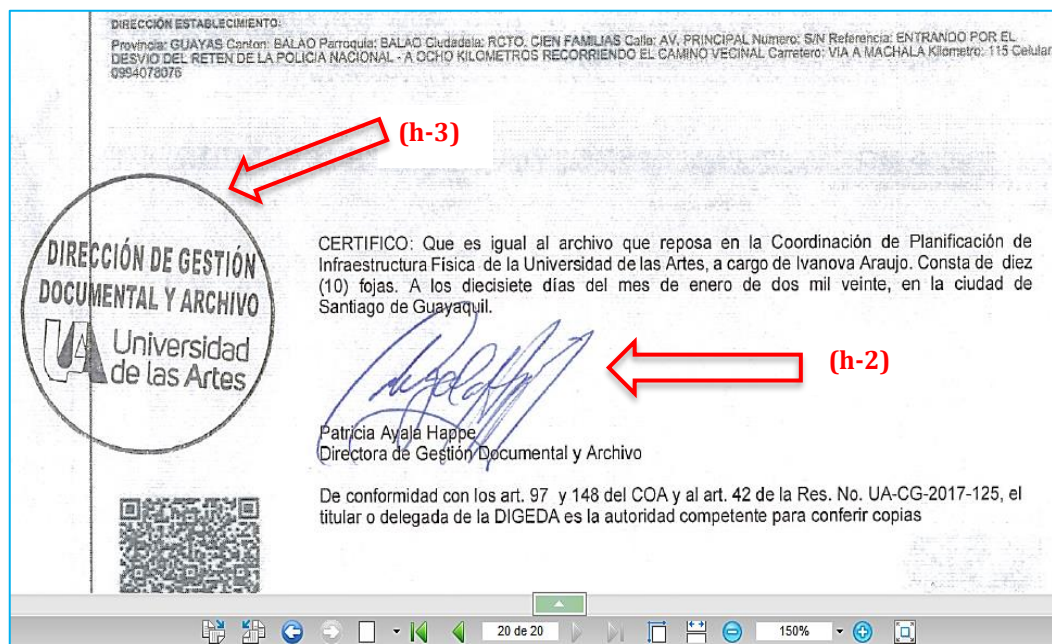 DIRECCIÓN ESTABLECIMIENTO:
Provincia: GUAYAS Canton: BALAO Parroquia: BALAO Ciudadela: RCTO. CIEN FAMILIAS Calle: AV. PRINCIPAL Numero: S/N Referencia: ENTRANDO POR EL
DESVIO DEL RETEN DE LA POLICIA NACIONAL - A OCHO KILOMETROS RECORRIENDO EL CAMINO VECINAL Carretero: VIA A MACHALA Kilometro: 115 Celular:
0994078076
(h-3)
DIRECCIÓN DE GESTIÓN
DOCUMENTAL Y ARCHIVO
UA Universidad
de las Artes
CERTIFICO: Que es igual al archivo que reposa en la Coordinación de Planificación de
Infraestructura Física de la Universidad de las Artes, a cargo de Ivanova Araujo. Consta de diez
(10) fojas. A los diecisiete días del mes de enero de dos mil veinte, en la ciudad de
Santiago de Guayaquil.
(h-2)
Patricia Ayala Happe
Directora de Gestión Documental y Archivo
De conformidad con los art. 97 y 148 del COA y al art. 42 de la Res. No. UA-CG-2017-125, el
titular o delegada de la DIGEDA es la autoridad competente para conferir copias
20 de 20
150%